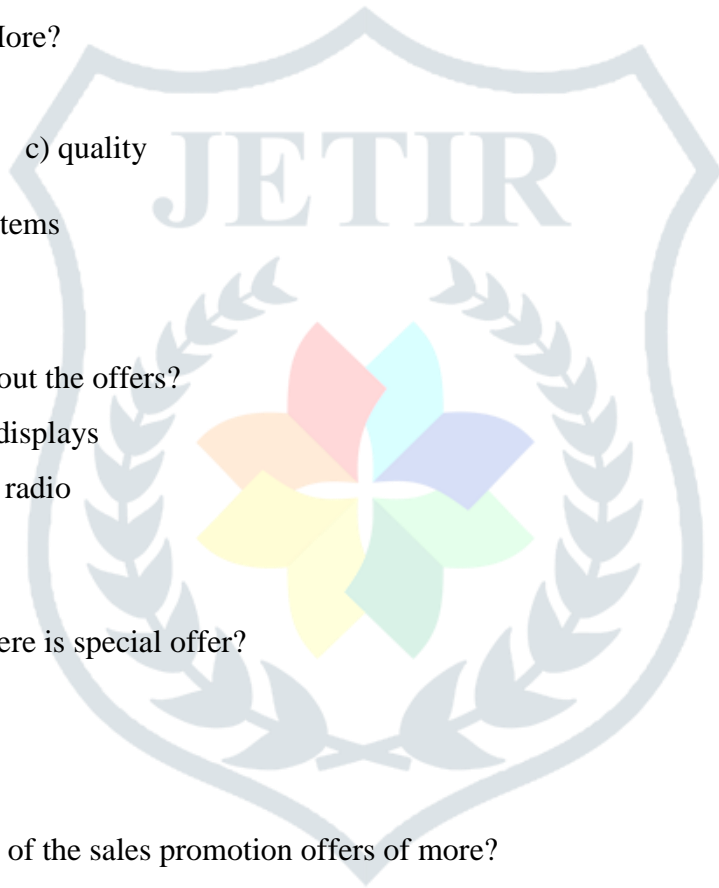 More?
c) quality
JETIR
items
out the offers?
displays
radio
ere is special offer?
of the sales promotion offers of more?